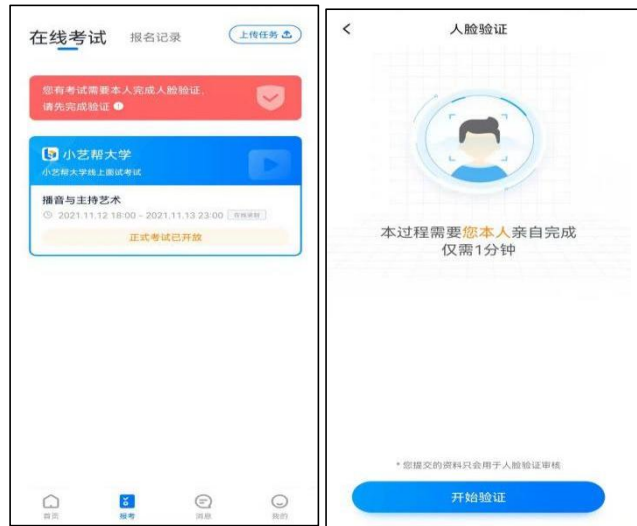 在线考试
报名记录
上传任务
您有考试需要本人完成人脸验证,
请先完成验证
小艺帮大学
小艺帮大学线上面试考试
播音与主持艺术
2021.11.12 18:00 - 2021.11.13 23:00
正式考试已开放
首页
报考
消息
我的
人脸验证
本过程需要您本人亲自完成
仅需1分钟
* 您提交的资料只会用于人脸验证审核
开始验证